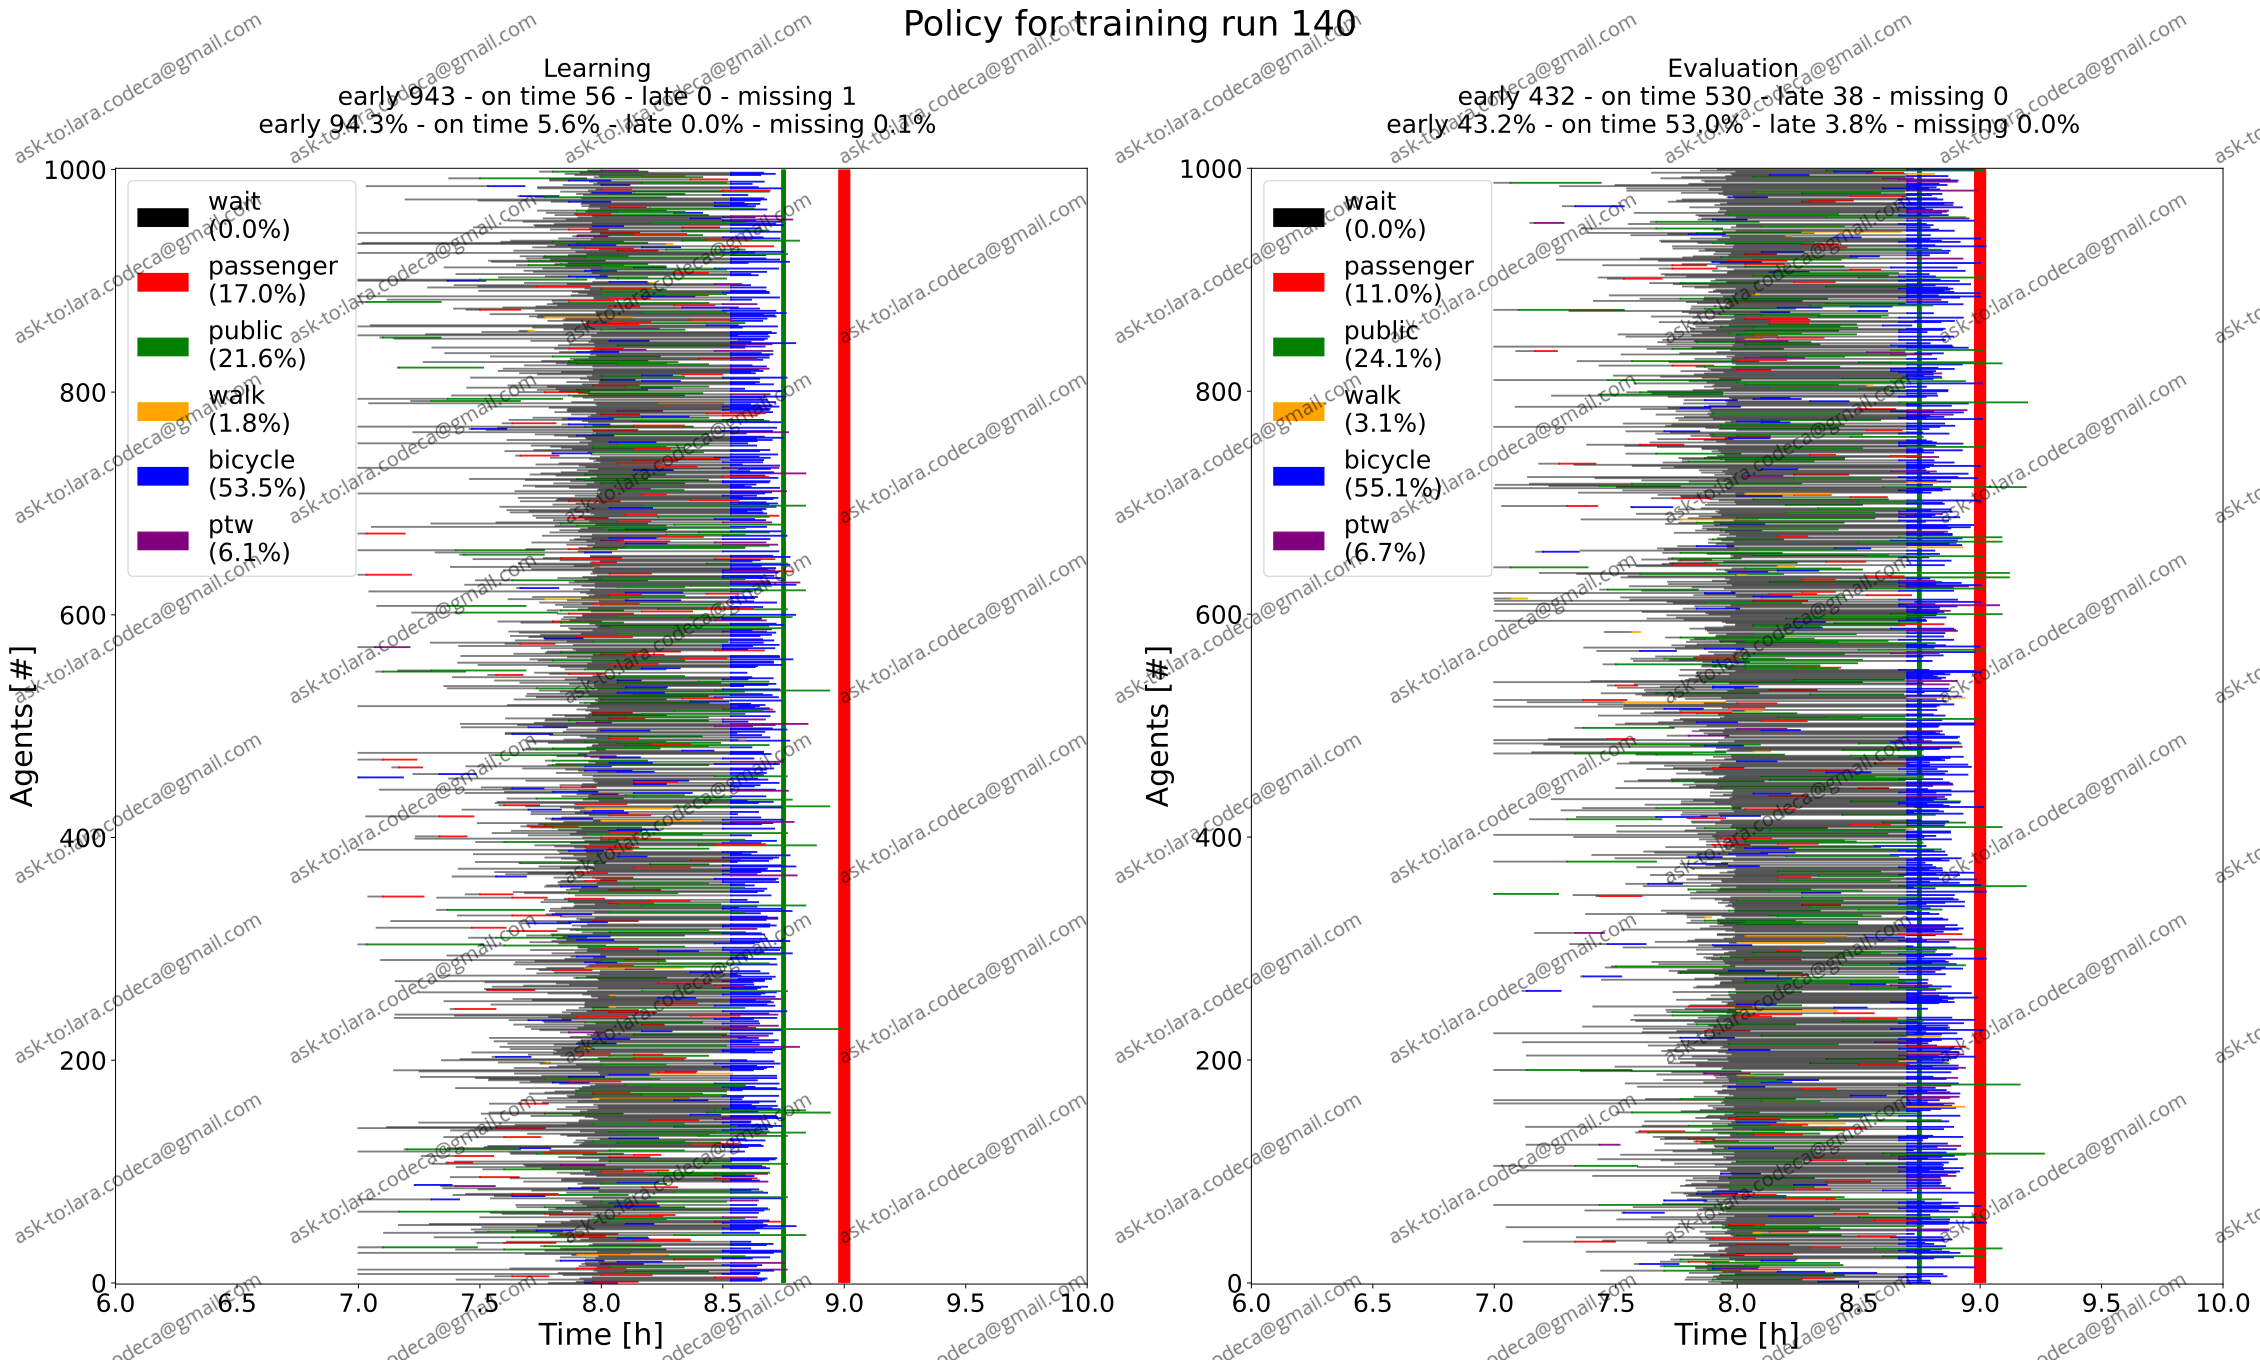 Policy for training run 140
Learning
early 943 - on time 56 - late 0 - missing 1
early 94.3% - on time 5.6% - late 0.0% - missing 0.1%
Evaluation
early 432 - on time 530 - late 38 - missing 0
early 43.2% - on time 53.0% - late 3.8% - missing 0.0%
1000
800
600
400
200
0
Agents [#]
wait
(0.0%)
passenger
(17.0%)
public
(21.6%)
walk
(1.8%)
bicycle
(53.5%)
ptw
(6.1%)
6.0 6.5 7.0 7.5 8.0 8.5 9.0 9.5 10.0
Time [h]
1000
800
600
400
200
0
Agents [#]
wait
(0.0%)
passenger
(11.0%)
public
(24.1%)
walk
(3.1%)
bicycle
(55.1%)
ptw
(6.7%)
6.0 6.5 7.0 7.5 8.0 8.5 9.0 9.5 10.0
Time [h]
ask-to:lara.codeca@gmail.com